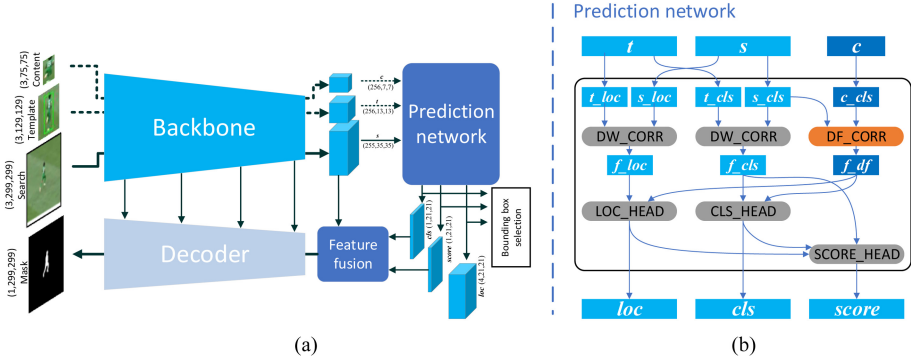 Prediction network
(3,75,75)
Content
(3,129,129)
Template
(3,299,299)
Search
(1,299,299)
Mask
Backbone
Decoder
c
(256,7,7)
t
(256,13,13)
s
(255,35,35)
Prediction
network
Feature
fusion
cls (1,21,21)
score (1,21,21)
loc (4,21,21)
Bounding box
selection
(a)
t s c
t_loc s_loc t_cls s_cls c_cls
DW_CORR DW_CORR DF_CORR
f_loc f_cls f_df
LOC_HEAD CLS_HEAD
SCORE_HEAD
loc cls score
(b)